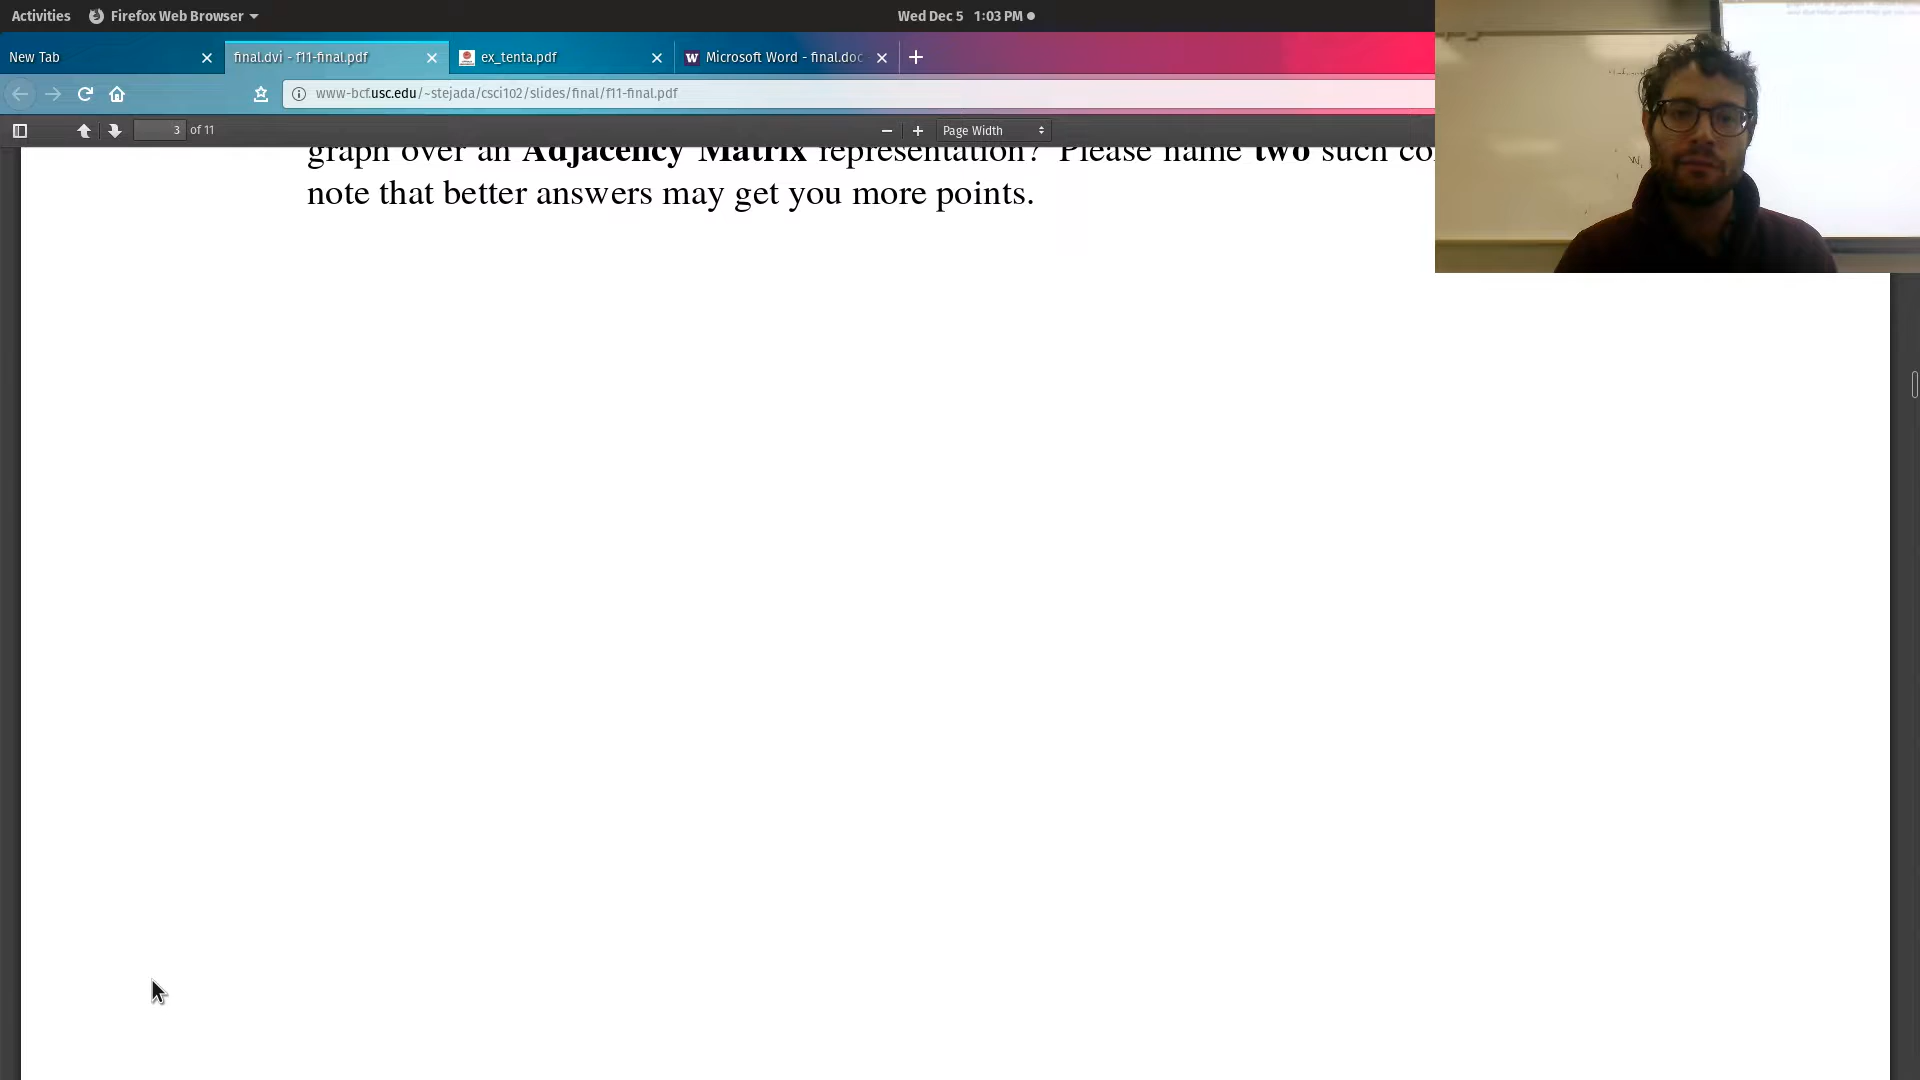 Activities Firefox Web Browser Wed Dec 5 1:03 PM
New Tab final.dvi - f11-final.pdf ex_tenta.pdf Microsoft Word - final.doc
www-bcf.usc.edu/~stejada/csci102/slides/final/f11-final.pdf
3 of 11 Page Width
graph over an Adjacency Matrix representation? Please name two such co
note that better answers may get you more points.